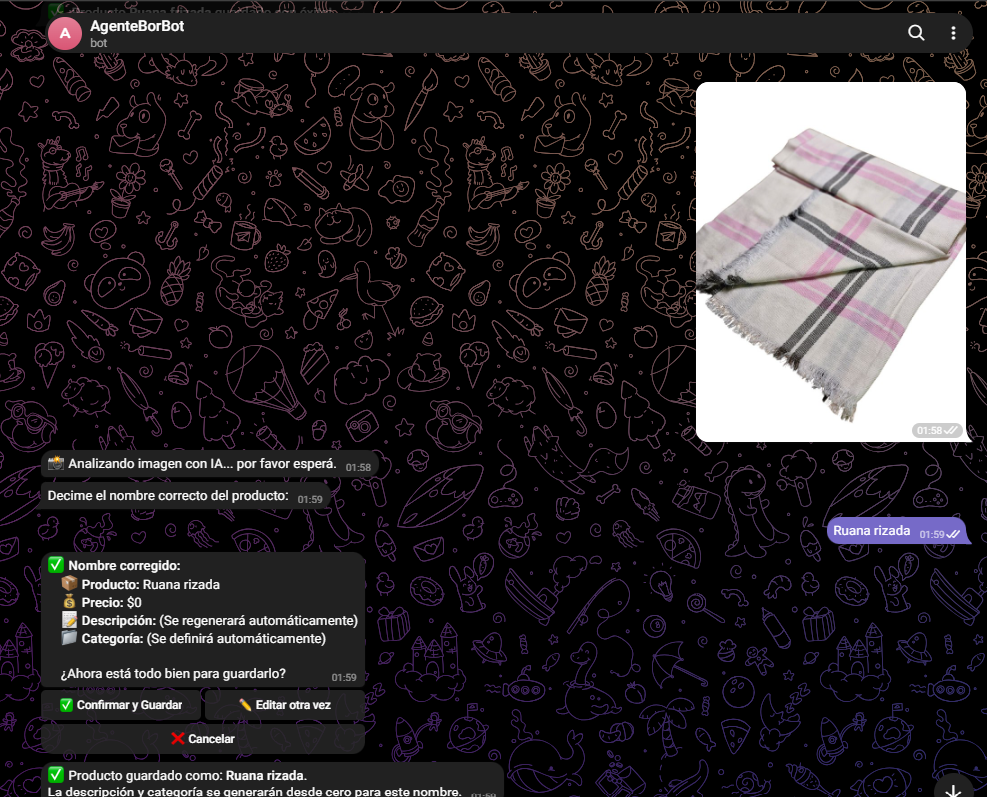 AgenteBorBot
A
bot
01:58
📸 Analizando imagen con IA... por favor esperá. 01:58
Decime el nombre correcto del producto: 01:59
Ruana rizada 01:59
✅ Nombre corregido:
📦 Producto: Ruana rizada
💰 Precio: $0
📝 Descripción: (Se regenerará automáticamente)
📁 Categoría: (Se definirá automáticamente)
¿Ahora está todo bien para guardarlo? 01:59
✅ Confirmar y Guardar
✏️ Editar otra vez
❌ Cancelar
✅ Producto guardado como: Ruana rizada.
La descripción y categoría se generarán desde cero para este nombre. 01:59